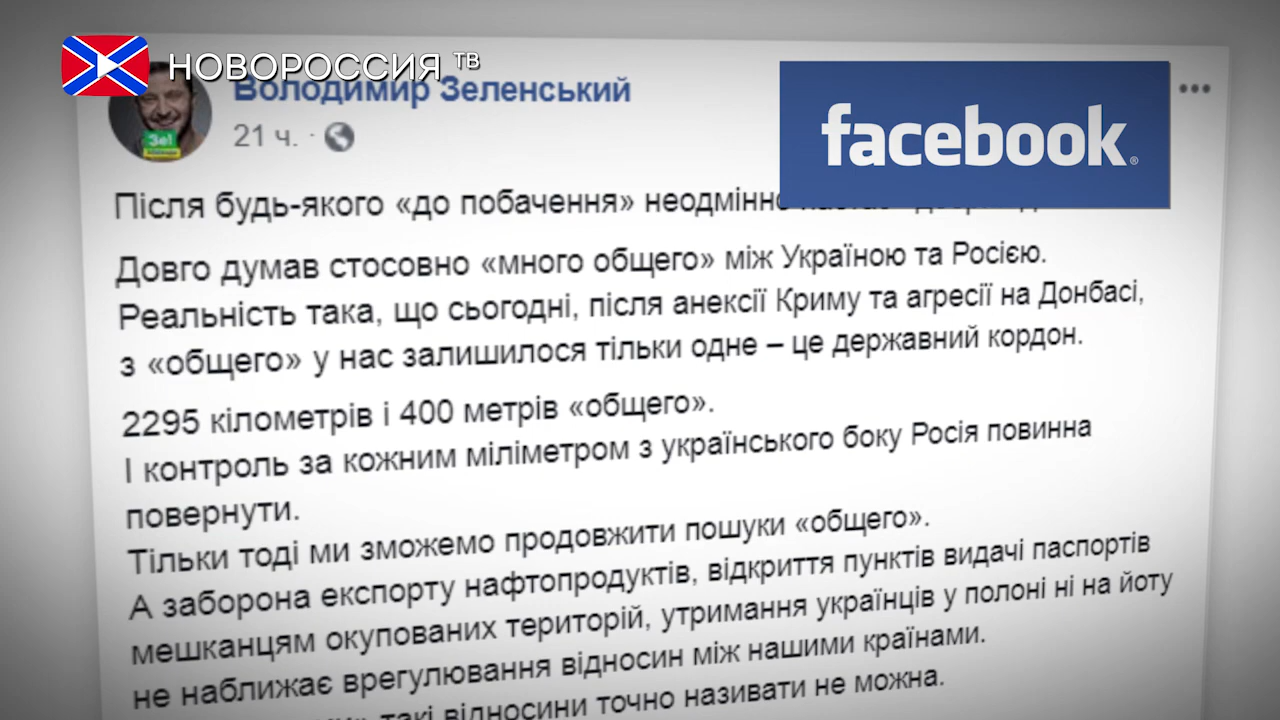 НОВОРОССИЯ ТВ
Володимир Зеленський
Зе!
21 ч.
facebook
Після будь-якого «до побачення» неодмінно
Довго думав стосовно «много общего» між Україною та Росією.
Реальність така, що сьогодні, після анексії Криму та агресії на Донбасі,
з «общего» у нас залишилося тільки одне – це державний кордон.
2295 кілометрів і 400 метрів «общего».
І контроль за кожним міліметром з українського боку Росія повинна
повернути.
Тільки тоді ми зможемо продовжити пошуки «общего».
А заборона експорту нафтопродуктів, відкриття пунктів видачі паспортів
мешканцям окупованих територій, утримання українців у полоні ні на йоту
не наближає врегулювання відносин між нашими країнами.
такі відносини точно називати не можна.